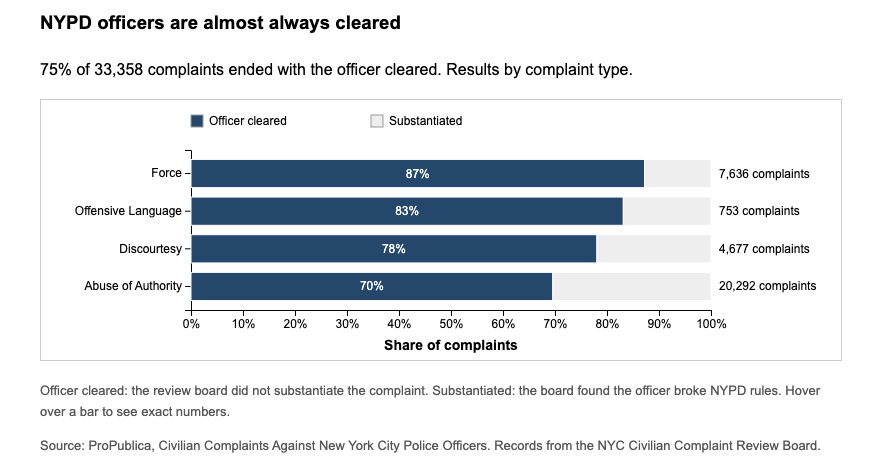 NYPD officers are almost always cleared
75% of 33,358 complaints ended with the officer cleared. Results by complaint type.
Officer cleared
Substantiated
Force
87%
7,636 complaints
Offensive Language
83%
753 complaints
Discourtesy
78%
4,677 complaints
Abuse of Authority
70%
20,292 complaints
0% 10% 20% 30% 40% 50% 60% 70% 80% 90% 100%
Share of complaints
Officer cleared: the review board did not substantiate the complaint. Substantiated: the board found the officer broke NYPD rules. Hover
over a bar to see exact numbers.
Source: ProPublica, Civilian Complaints Against New York City Police Officers. Records from the NYC Civilian Complaint Review Board.